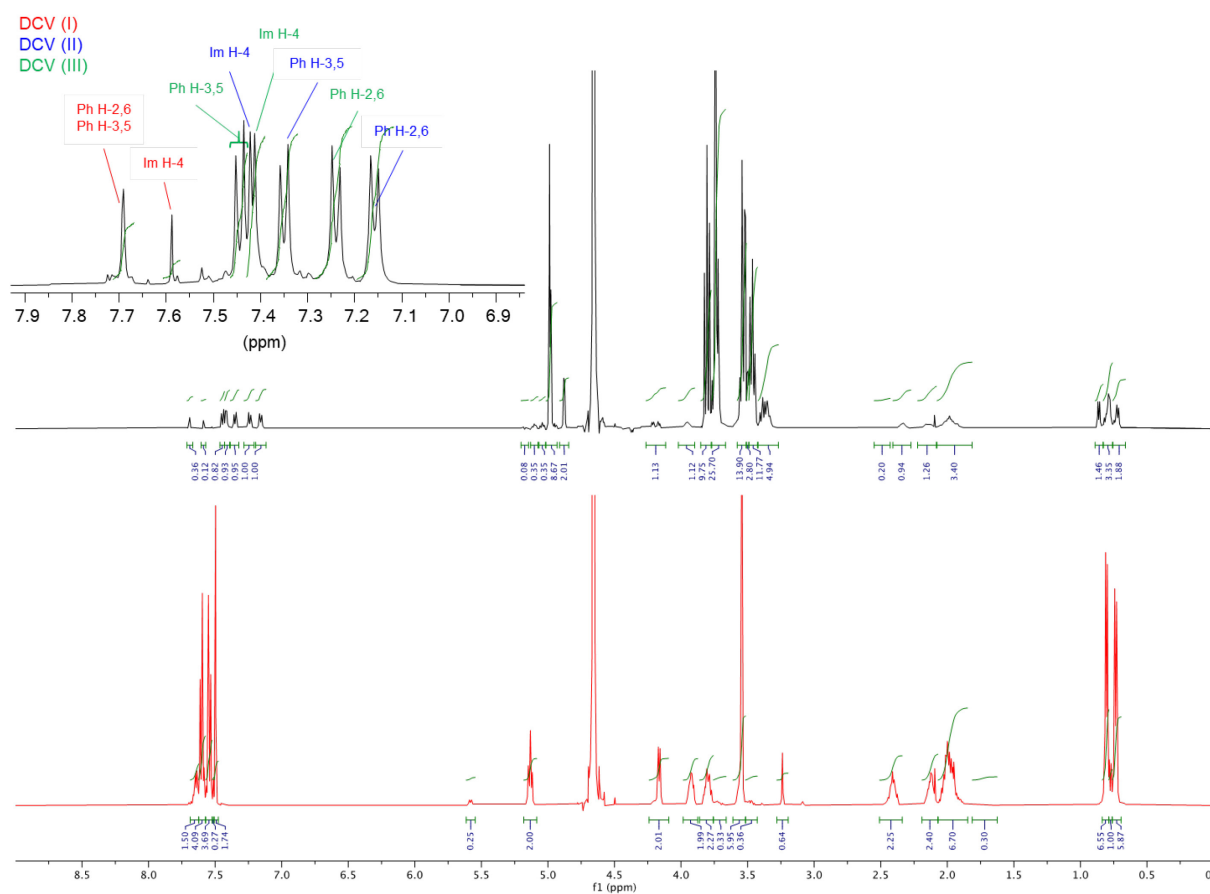 DCV (I)
DCV (II)
DCV (III)
Im H-4
Im H-4
Ph H-3,5
Ph H-3,5
Ph H-2,6
Ph H-2,6
Ph H-3,5
Ph H-2,6
Im H-4
7.9 7.8 7.7 7.6 7.5 7.4 7.3 7.2 7.1 7.0 6.9
(ppm)
0.36 0.12 0.82 0.93 0.95 1.00 1.00 0.08 0.35 0.35 8.67 2.01 1.13 1.12 9.75 25.70 13.90 2.80 11.77 4.94 0.20 0.94 1.26 3.40 1.46 3.35 1.88
1.50 4.09 3.69 0.27 1.74 0.25 2.00 2.01 1.99 2.27 0.33 5.95 0.36 0.64 2.25 2.40 6.70 0.30 6.55 1.00 5.87
8.5 8.0 7.5 7.0 6.5 6.0 5.5 5.0 4.5 4.0 3.5 3.0 2.5 2.0 1.5 1.0 0.5 0
f1 (ppm)